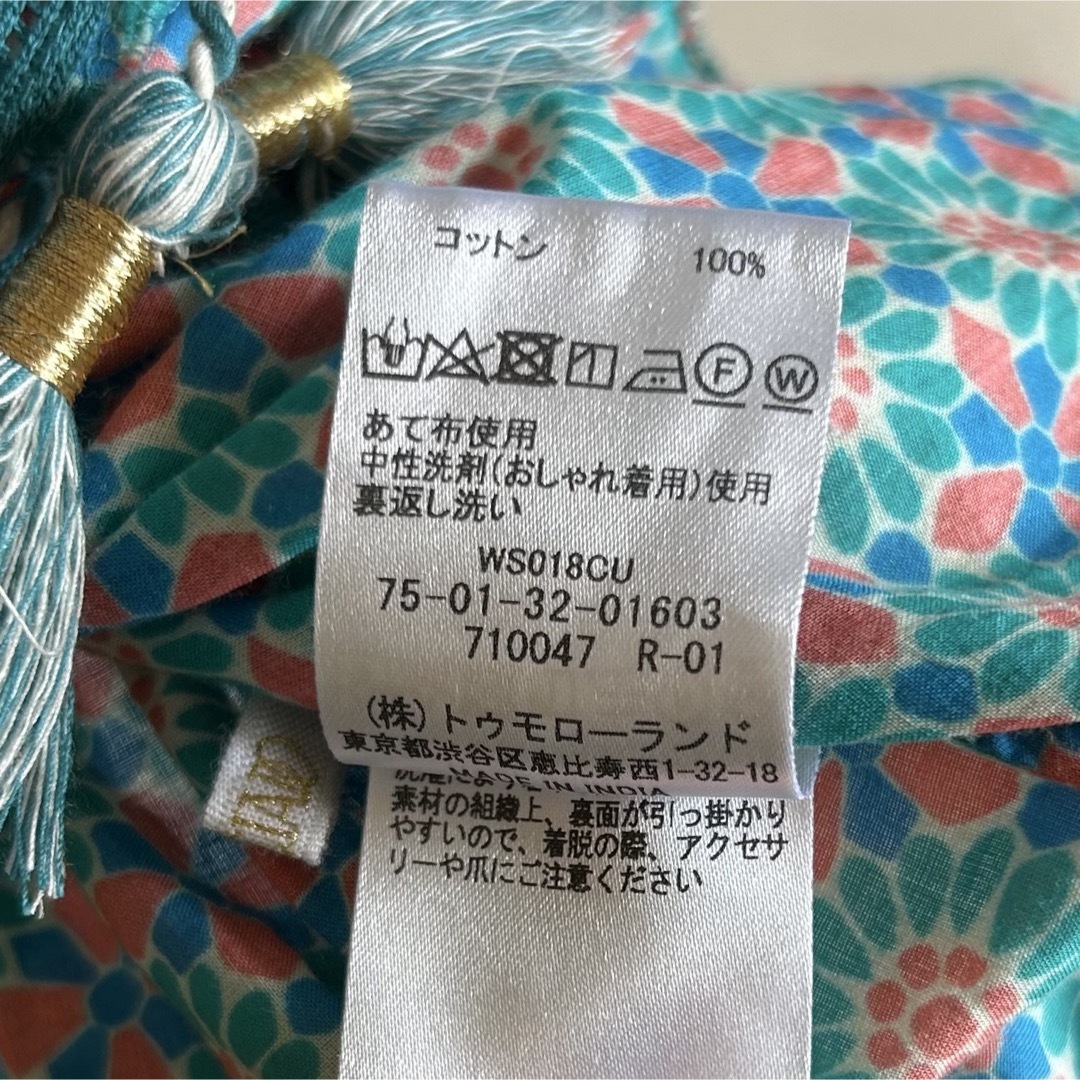 コットン 100%
F W
あて布使用
中性洗剤(おしゃれ着用)使用
裏返し洗い
WS018CU
75-01-32-01603
710047 R-01
(株)トゥモローランド
東京都渋谷区恵比寿西1-32-18
MADE IN INDIA
素材の組織上、裏面が引っ掛かり
やすいので、着脱の際、アクセサ
リーや爪にご注意ください